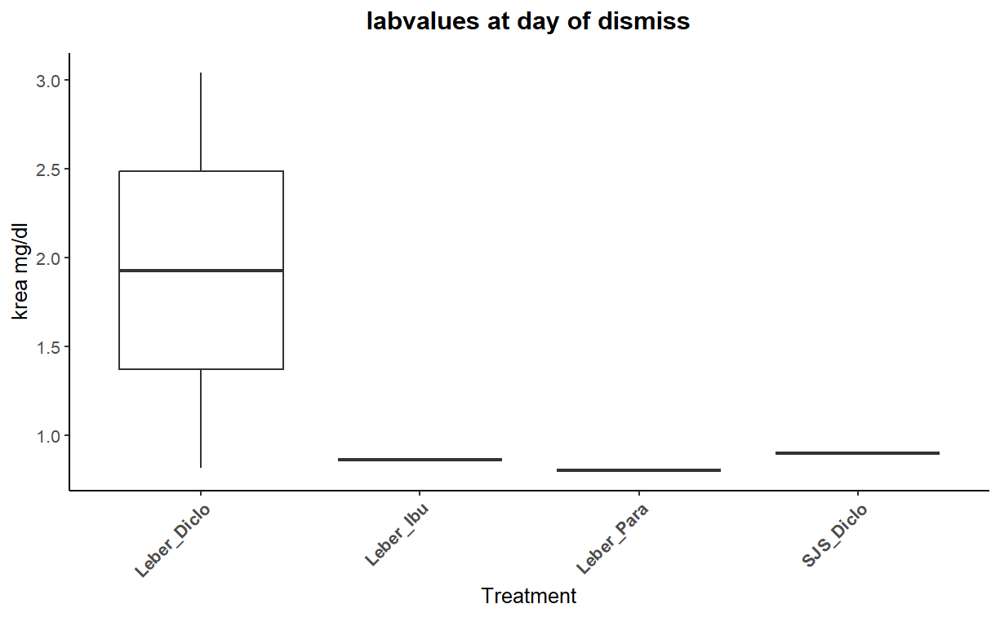 labvalues at day of dismiss
krea mg/dl
3.0
2.5
2.0
1.5
1.0
Leber_Diclo
Leber_Ibu
Leber_Para
SJS_Diclo
Treatment